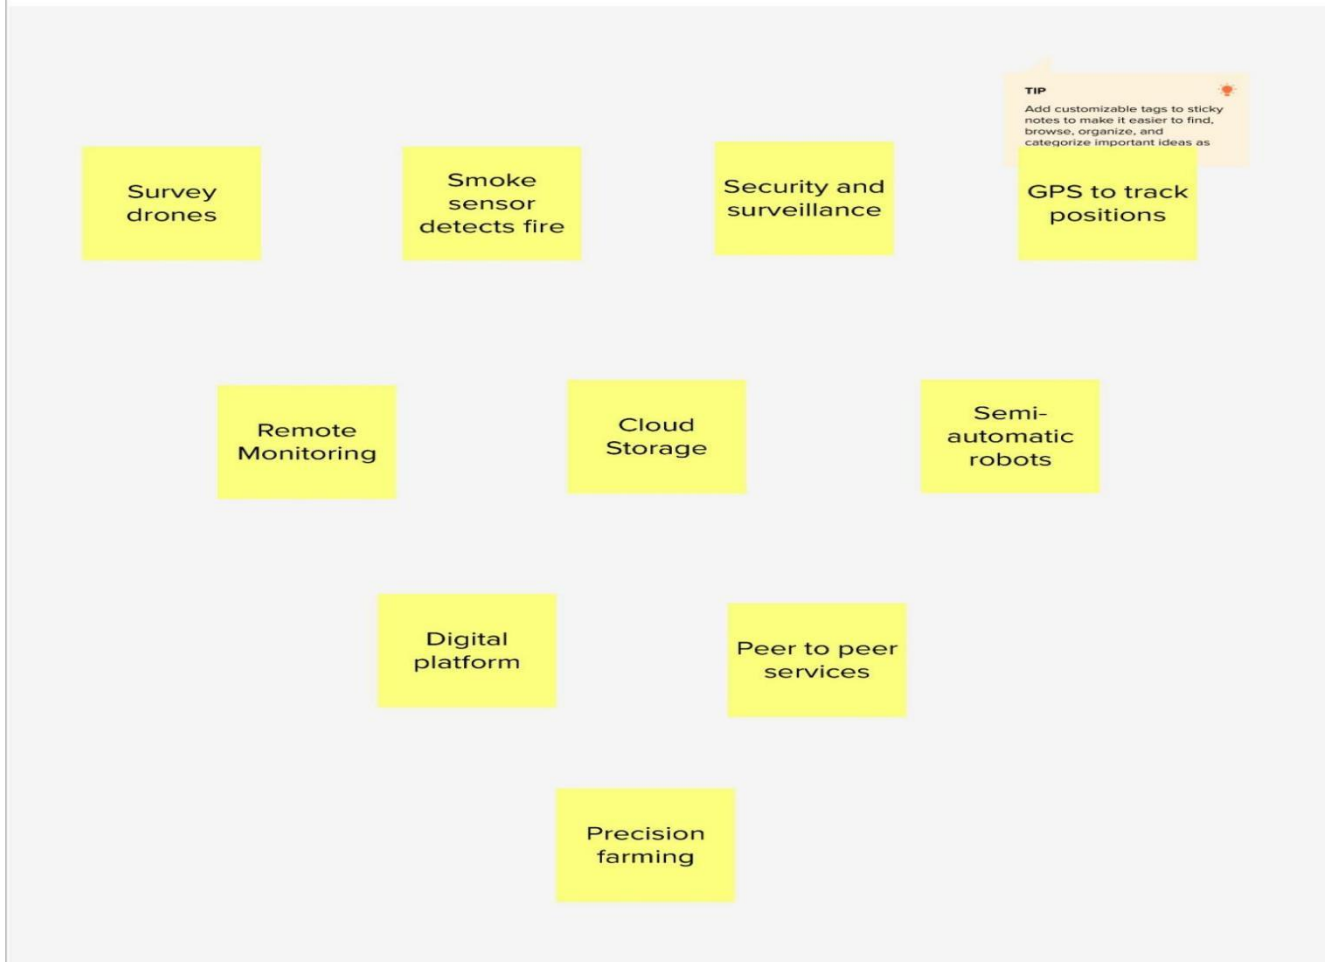 TIP
Add customizable tags to sticky
notes to make it easier to find,
browse, organize, and
categorize important ideas as
Survey
drones
Smoke
sensor
detects fire
Security and
surveillance
GPS to track
positions
Remote
Monitoring
Cloud
Storage
Semi-
automatic
robots
Digital
platform
Peer to peer
services
Precision
farming